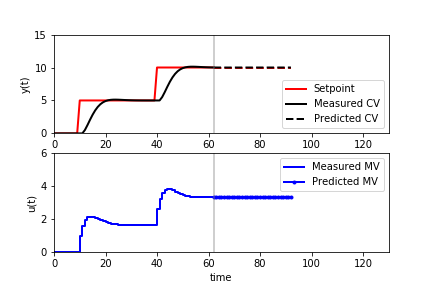 15
10
5
0
y(t)
Setpoint
Measured CV
Predicted CV
0 20 40 60 80 100 120
6
4
2
0
u(t)
Measured MV
Predicted MV
0 20 40 60 80 100 120
time